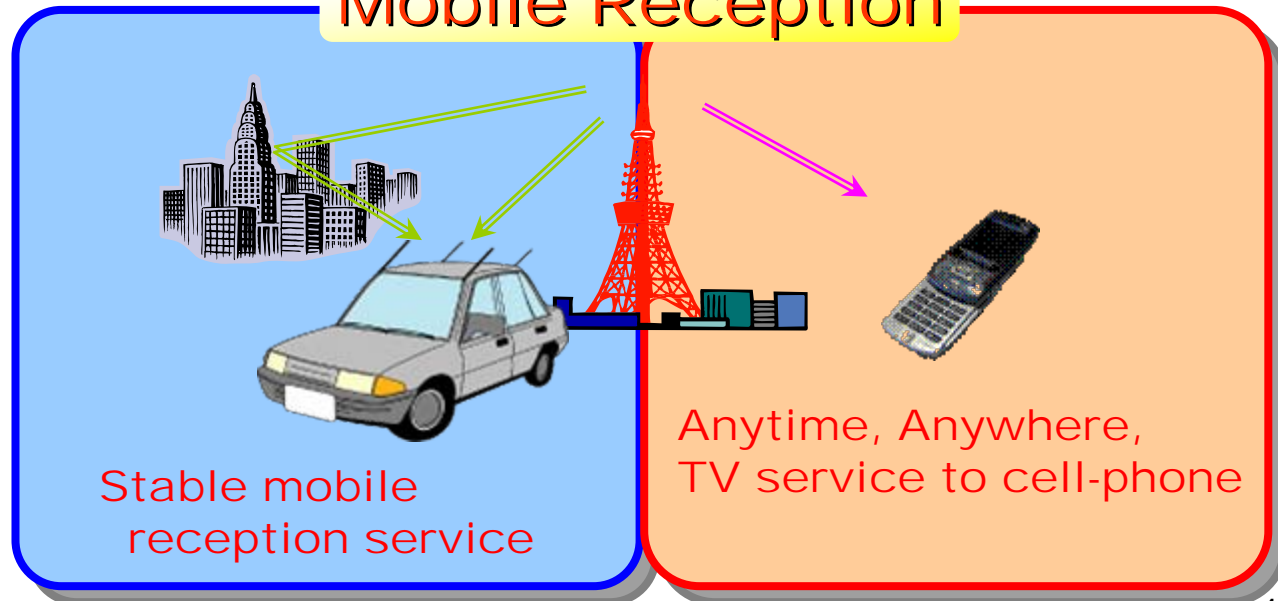 Mobile Reception
Anytime, Anywhere,
TV service to cell-phone
Stable mobile
reception service